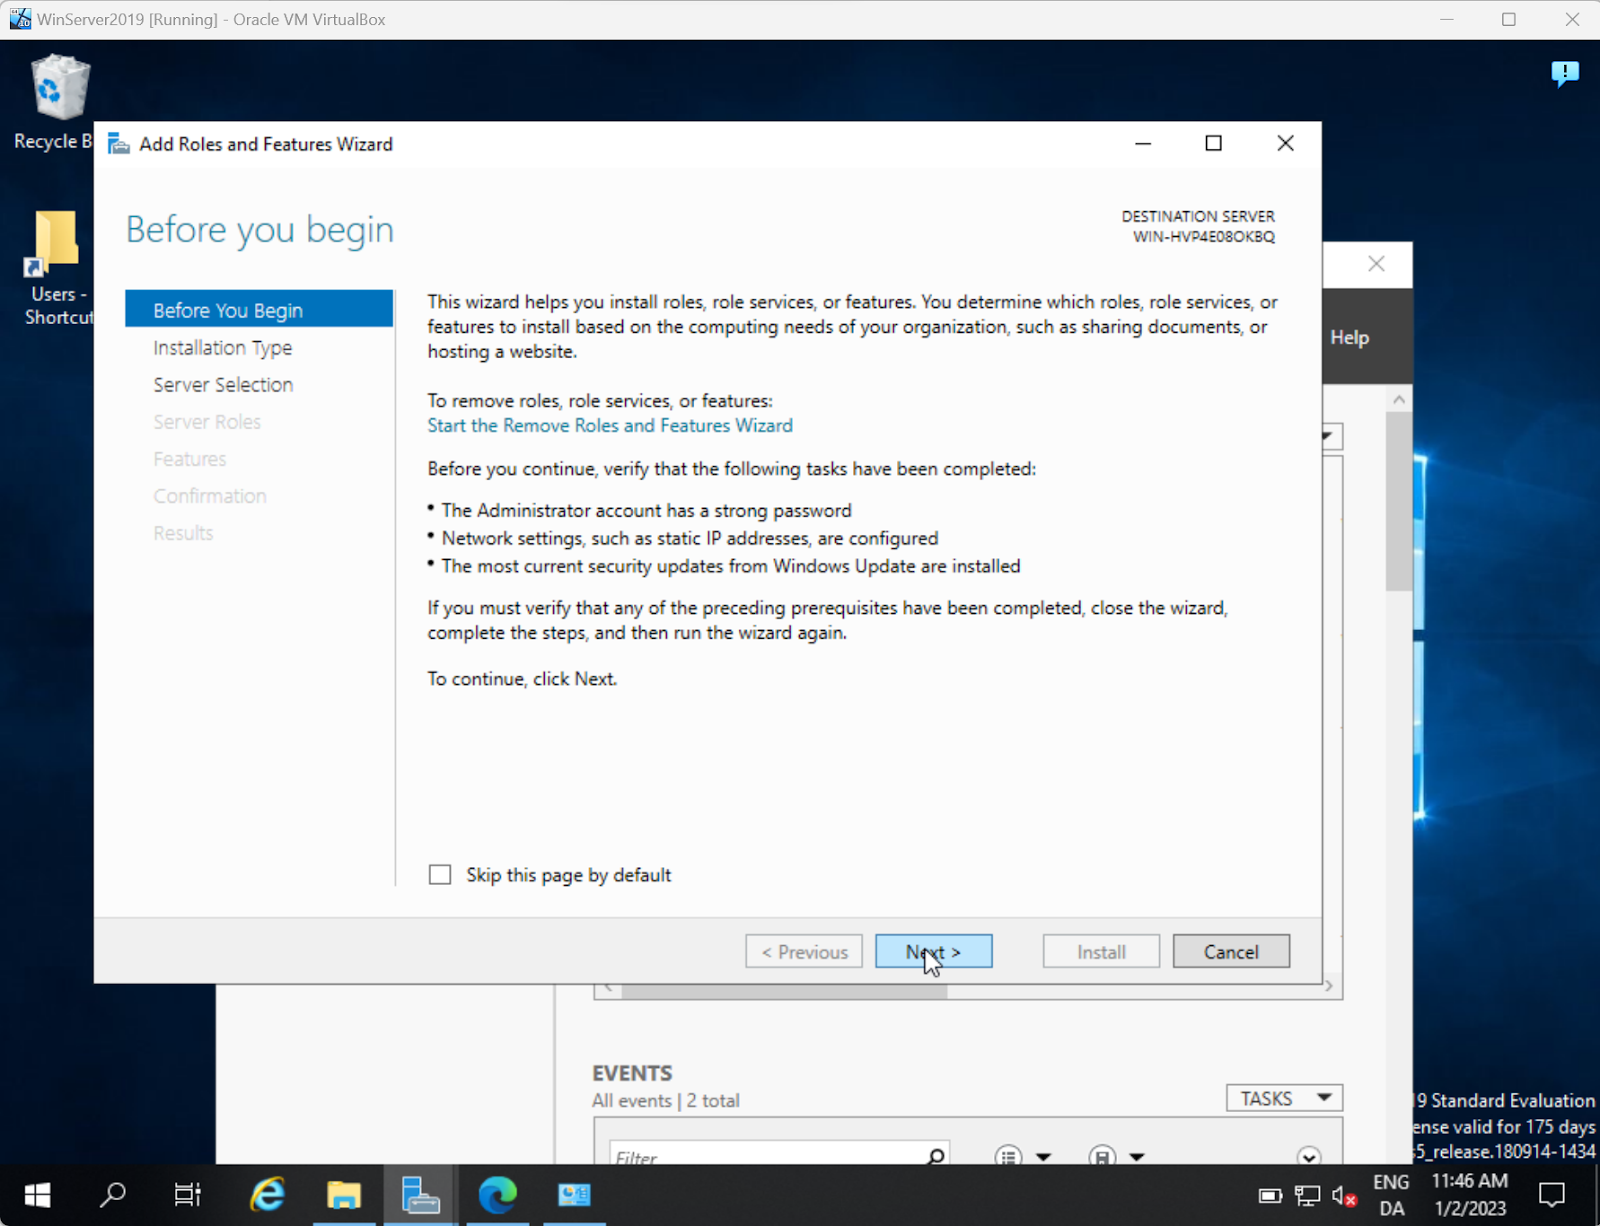 WinServer2019 [Running] - Oracle VM VirtualBox
Recycle B
Users -
Shortcut
Add Roles and Features Wizard
Before you begin
DESTINATION SERVER
WIN-HVP4E08OKBQ
Before You Begin
Installation Type
Server Selection
Server Roles
Features
Confirmation
Results
This wizard helps you install roles, role services, or features. You determine which roles, role services, or
features to install based on the computing needs of your organization, such as sharing documents, or
hosting a website.
To remove roles, role services, or features:
Start the Remove Roles and Features Wizard
Before you continue, verify that the following tasks have been completed:
• The Administrator account has a strong password
• Network settings, such as static IP addresses, are configured
• The most current security updates from Windows Update are installed
If you must verify that any of the preceding prerequisites have been completed, close the wizard,
complete the steps, and then run the wizard again.
To continue, click Next.
Skip this page by default
< Previous
Next >
Install
Cancel
Help
EVENTS
All events | 2 total
TASKS
Filter
19 Standard Evaluation
ense valid for 175 days
s5_release.180914-1434
ENG
DA
11:46 AM
1/2/2023